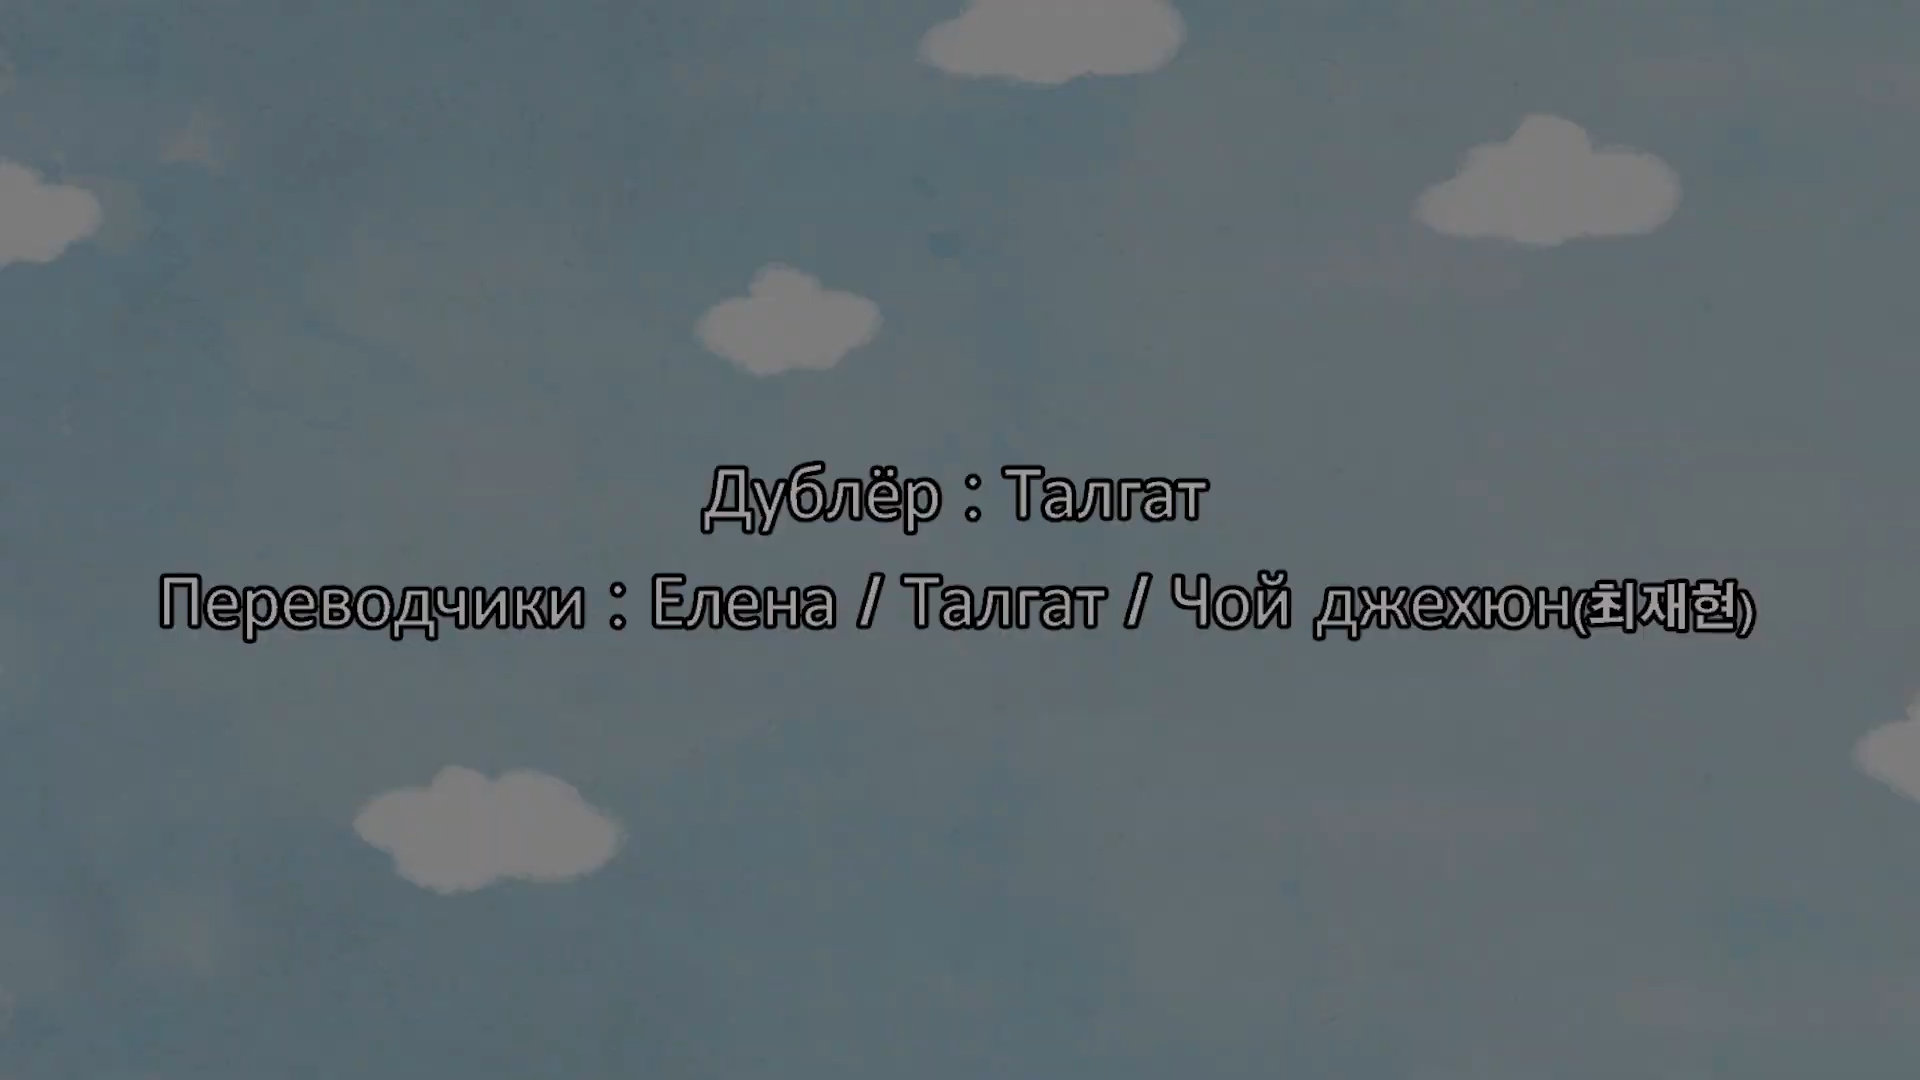 Дублёр : Талгат
Переводчики : Елена / Талгат / Чой джехюн(최재현)